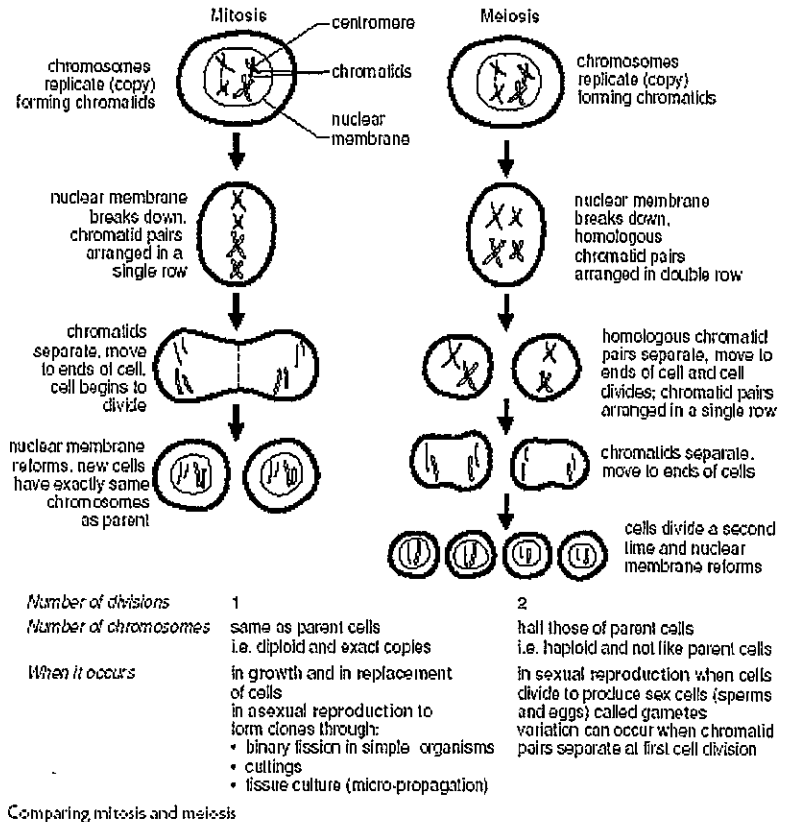 Mitosis
centromere
chromatids
nuclear
membrane
chromosomes
replicate (copy)
forming chromatids
nuclear membrane
breaks down,
chromatid pairs
arranged in a
single row
chromatids
separate, move
to ends of cell,
cell begins to
divide
nuclear membrane
reforms, new cells
have exactly same
chromosomes
as parent
Meiosis
chromosomes
replicate (copy)
forming chromatids
nuclear membrane
breaks down,
homologous
chromatid pairs
arranged in double row
homologous chromatid
pairs separate, move to
ends of cell and cell
divides; chromatid pairs
arranged in a single row
chromatids separate,
move to ends of cells
cells divide a second
time and nuclear
membrane reforms
Number of divisions 1 2
Number of chromosomes same as parent cells half those of parent cells
i.e. diploid and exact copies i.e. haploid and not like parent cells
When it occurs in growth and in replacement in sexual reproduction when cells
of cells divide to produce sex cells (sperms
in asexual reproduction to and eggs) called gametes
form clones through: variation can occur when chromatid
• binary fission in simple organisms pairs separate at first cell division
• cuttings
• tissue culture (micro-propagation)
Comparing mitosis and meiosis